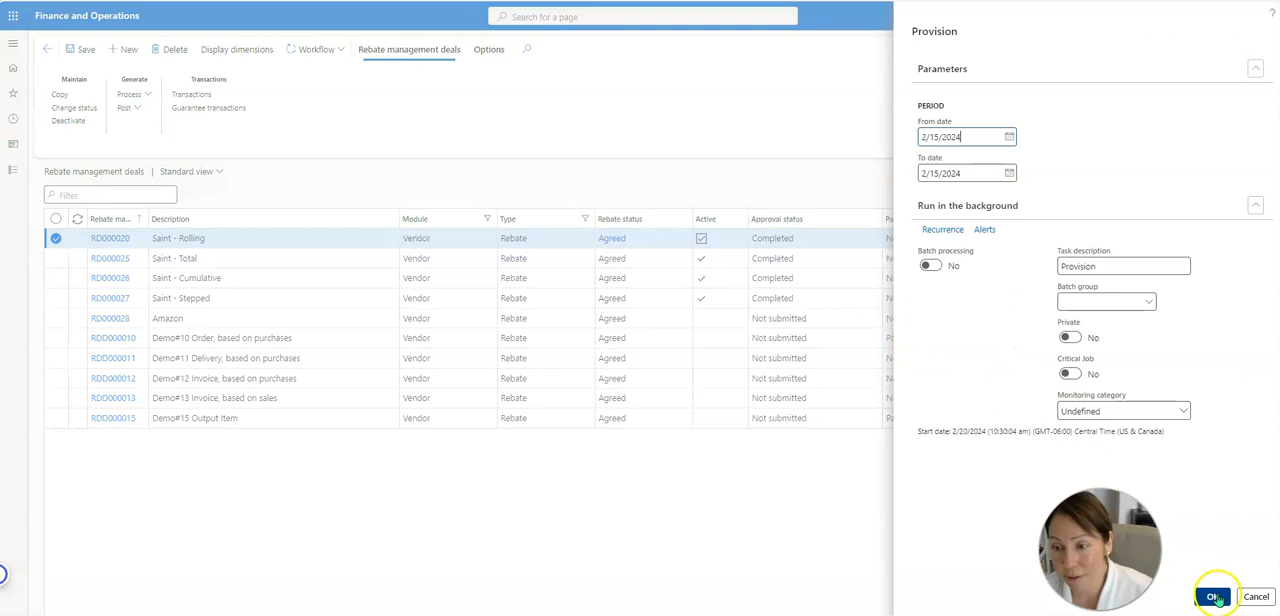 Finance and Operations
Search for a page
?
Save New Delete Display dimensions Workflow Rebate management deals Options
Maintain Generate Transactions
Copy Process Transactions
Change status Post Guarantee transactions
Deactivate
Rebate management deals Standard view
Filter
Rebate ma... Description Module Type Rebate status Active Approval status
RD000020 Saint - Rolling Vendor Rebate Agreed Completed
RD000025 Saint - Total Vendor Rebate Agreed Completed
RD000026 Saint - Cumulative Vendor Rebate Agreed Completed
RD000027 Saint - Stepped Vendor Rebate Agreed Completed
RD000028 Amazon Vendor Rebate Agreed Not submitted
RDD000010 Demo#10 Order, based on purchases Vendor Rebate Agreed Not submitted
RDD000011 Demo#11 Delivery, based on purchases Vendor Rebate Agreed Not submitted
RDD000012 Demo#12 Invoice, based on purchases Vendor Rebate Agreed Not submitted
RDD000013 Demo#13 Invoice, based on sales Vendor Rebate Agreed Not submitted
RDD000015 Demo#15 Output Item Vendor Rebate Agreed Not submitted
Provision
Parameters
PERIOD
From date
2/15/2024
To date
2/15/2024
Run in the background
Recurrence Alerts
Batch processing
No
Task description
Provision
Batch group
Private
No
Critical Job
No
Monitoring category
Undefined
Start date: 2/20/2024 (10:30:04 am) (GMT-06:00) Central Time (US & Canada)
OK Cancel